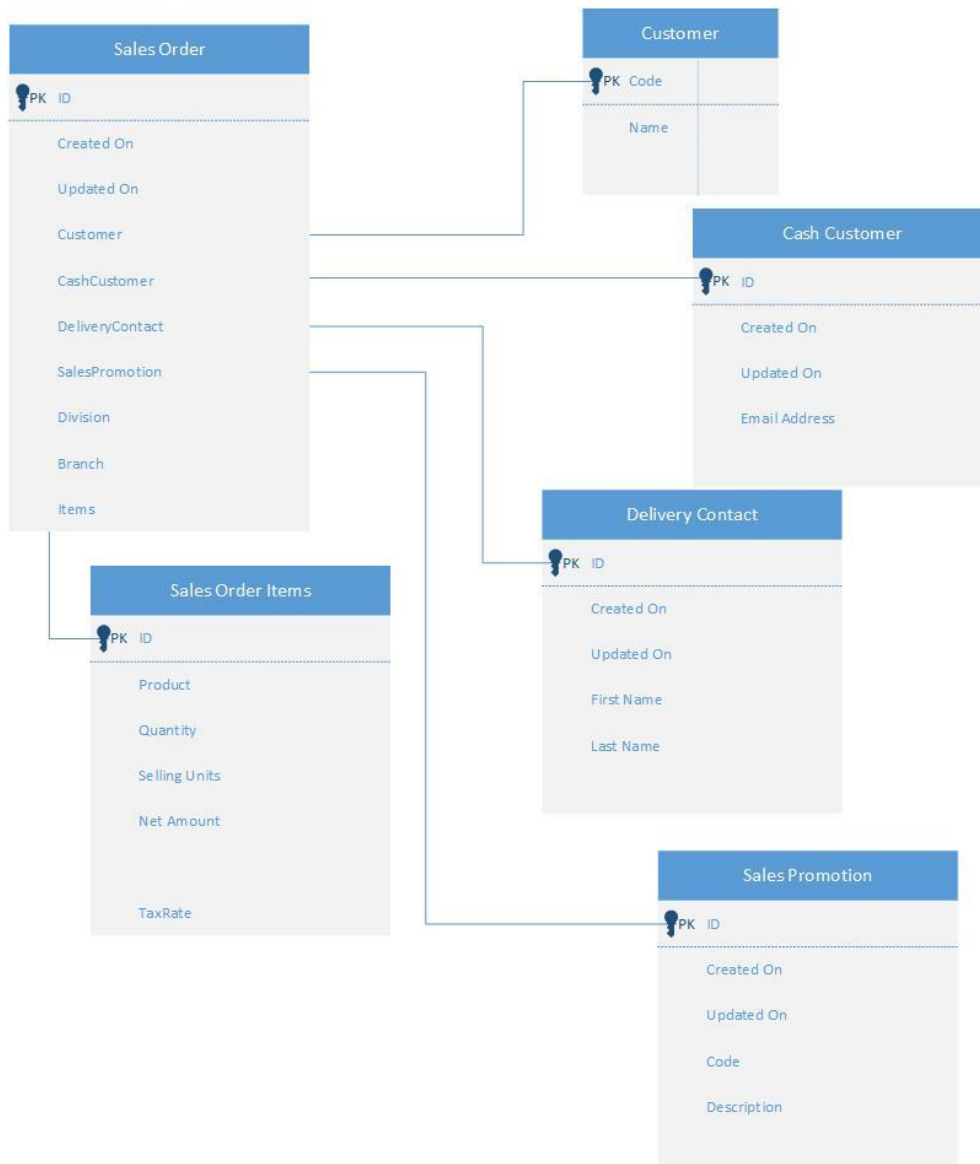 Sales Order
PK ID
Created On
Updated On
Customer
CashCustomer
DeliveryContact
SalesPromotion
Division
Branch
Items
Customer
PK Code
Name
Cash Customer
PK ID
Created On
Updated On
Email Address
Delivery Contact
PK ID
Created On
Updated On
First Name
Last Name
Sales Order Items
PK ID
Product
Quantity
Selling Units
Net Amount
TaxRate
Sales Promotion
PK ID
Created On
Updated On
Code
Description